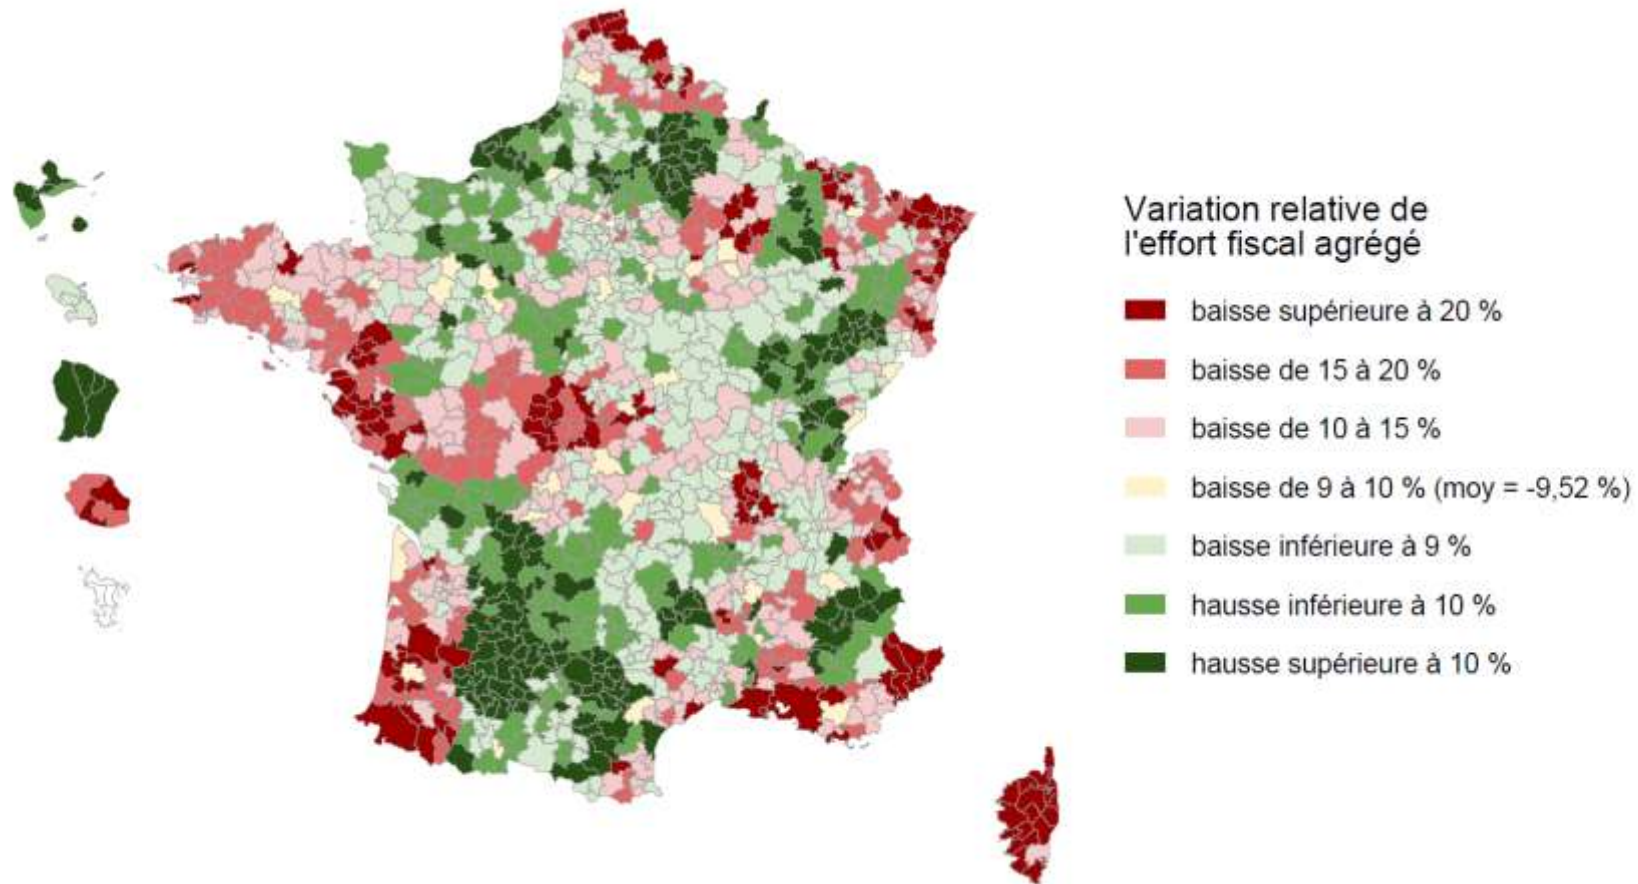 Variation relative de
l'effort fiscal agrégé
baisse supérieure à 20 %
baisse de 15 à 20 %
baisse de 10 à 15 %
baisse de 9 à 10 % (moy = -9,52 %)
baisse inférieure à 9 %
hausse inférieure à 10 %
hausse supérieure à 10 %